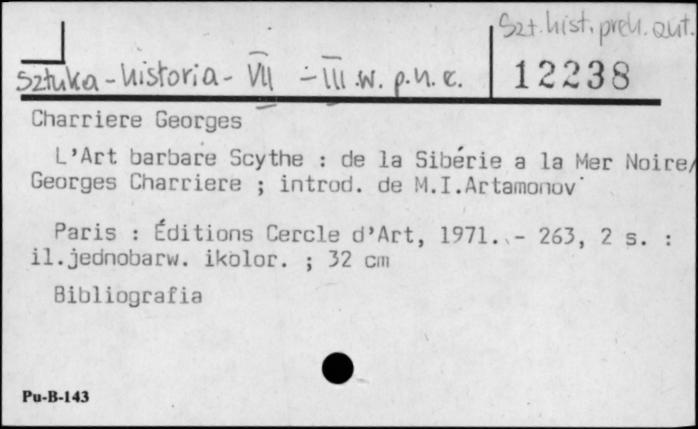 Szt. hist. preh. ant.
Sztuka - historia - VII - III w. p.n.e.
12238
Charriere Georges
L'Art barbare Scythe : de la Sibérie a la Mer Noire/
Georges Charriere ; introd. de M.I.Artamonov
Paris : Éditions Cercle d'Art, 1971. - 263, 2 s. :
il.jednobarw. ikolor. ; 32 cm
Bibliografia
Pu-B-143